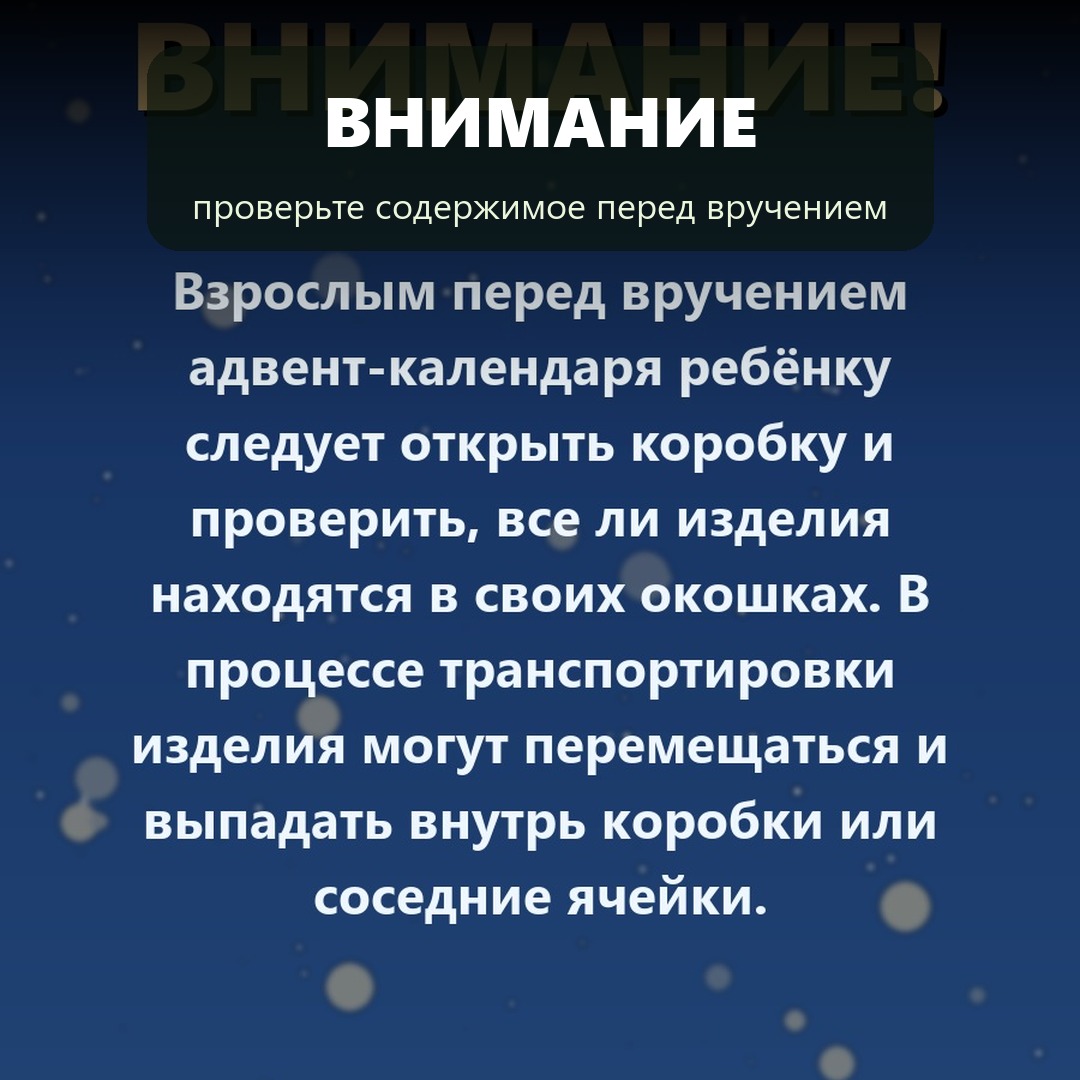 ВНИМАНИЕ!
ВНИМАНИЕ
проверьте содержимое перед вручением
Взрослым перед вручением
адвент-календаря ребёнку
следует открыть коробку и
проверить, все ли изделия
находятся в своих окошках. В
процессе транспортировки
изделия могут перемещаться и
выпадать внутрь коробки или
соседние ячейки.